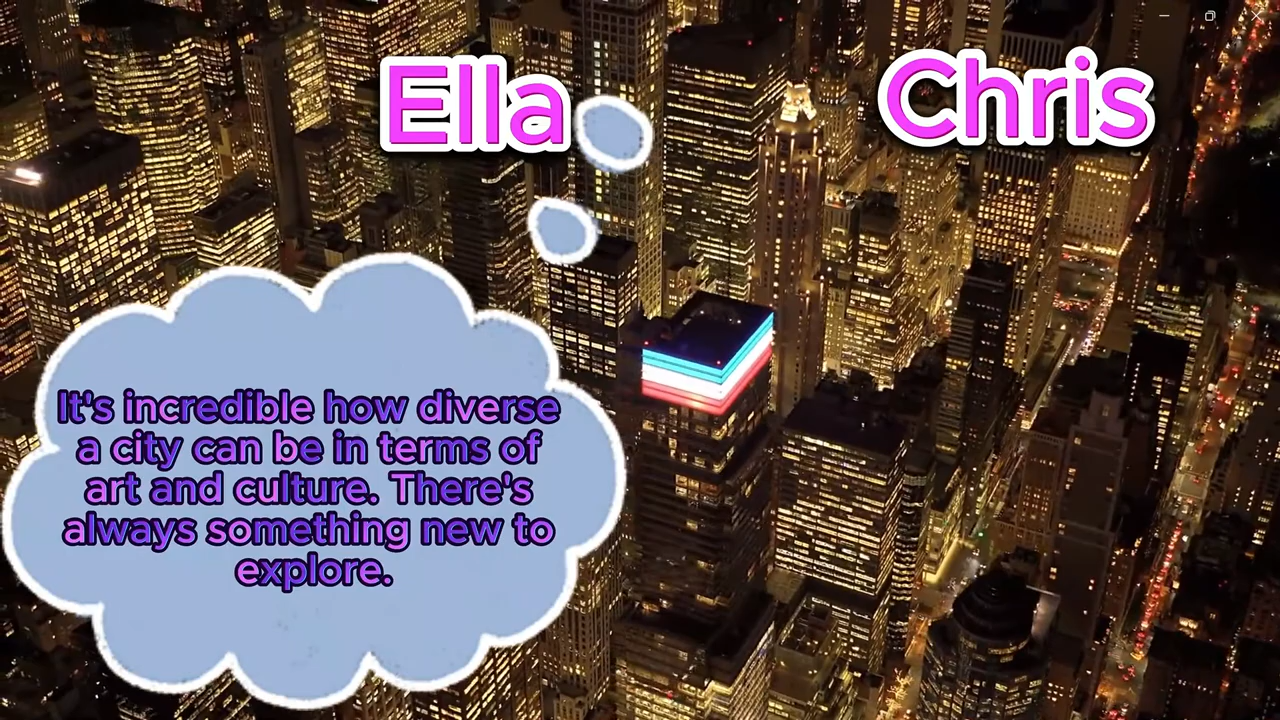 Ella
Chris
It's incredible how diverse
a city can be in terms of
art and culture. There's
always something new to
explore.